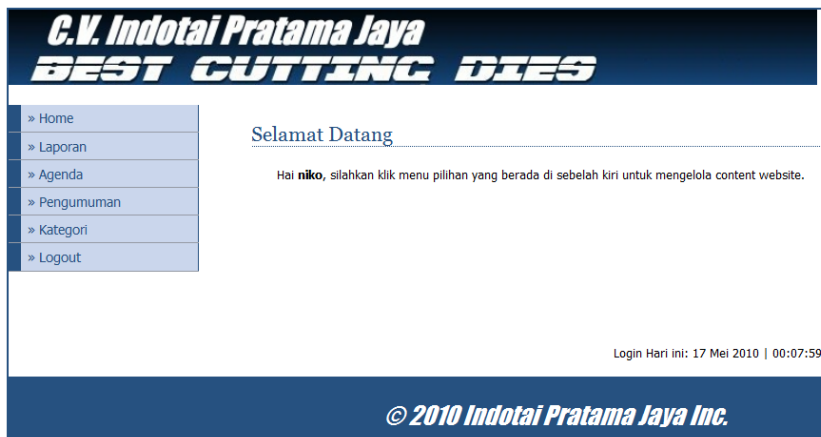 C.V. Indotai Pratama Jaya
BEST CUTTING DIES
» Home
» Laporan
» Agenda
» Pengumuman
» Kategori
» Logout
Selamat Datang
Hai niko, silahkan klik menu pilihan yang berada di sebelah kiri untuk mengelola content website.
Login Hari ini: 17 Mei 2010 | 00:07:59
© 2010 Indotai Pratama Jaya Inc.